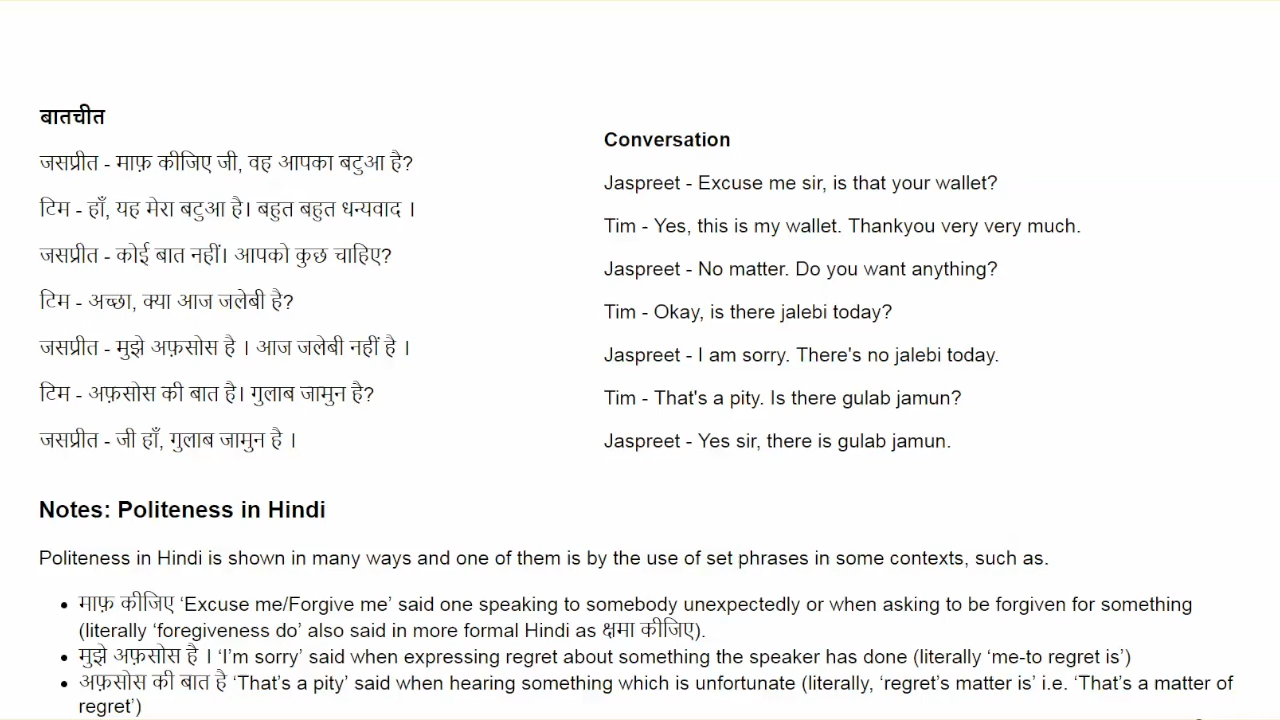 बातचीत
जसप्रीत - माफ़ कीजिए जी, वह आपका बटुआ है?
टिम - हाँ, यह मेरा बटुआ है। बहुत बहुत धन्यवाद ।
जसप्रीत - कोई बात नहीं। आपको कुछ चाहिए?
टिम - अच्छा, क्या आज जलेबी है?
जसप्रीत - मुझे अफ़सोस है । आज जलेबी नहीं है ।
टिम - अफ़सोस की बात है। गुलाब जामुन है?
जसप्रीत - जी हाँ, गुलाब जामुन है ।
Conversation
Jaspreet - Excuse me sir, is that your wallet?
Tim - Yes, this is my wallet. Thankyou very very much.
Jaspreet - No matter. Do you want anything?
Tim - Okay, is there jalebi today?
Jaspreet - I am sorry. There's no jalebi today.
Tim - That's a pity. Is there gulab jamun?
Jaspreet - Yes sir, there is gulab jamun.
Notes: Politeness in Hindi
Politeness in Hindi is shown in many ways and one of them is by the use of set phrases in some contexts, such as.
• माफ़ कीजिए ‘Excuse me/Forgive me’ said one speaking to somebody unexpectedly or when asking to be forgiven for something
(literally ‘foregiveness do’ also said in more formal Hindi as क्षमा कीजिए).
• मुझे अफ़सोस है । ‘I’m sorry’ said when expressing regret about something the speaker has done (literally ‘me-to regret is’)
• अफ़सोस की बात है ‘That’s a pity’ said when hearing something which is unfortunate (literally, ‘regret’s matter is’ i.e. ‘That’s a matter of
regret’)